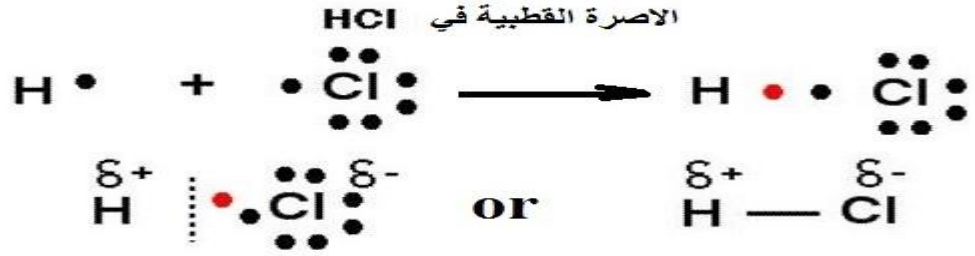 الاصرة القطبية في HCl
H + Cl H Cl
δ+ δ- δ+ δ-
H Cl or H — Cl